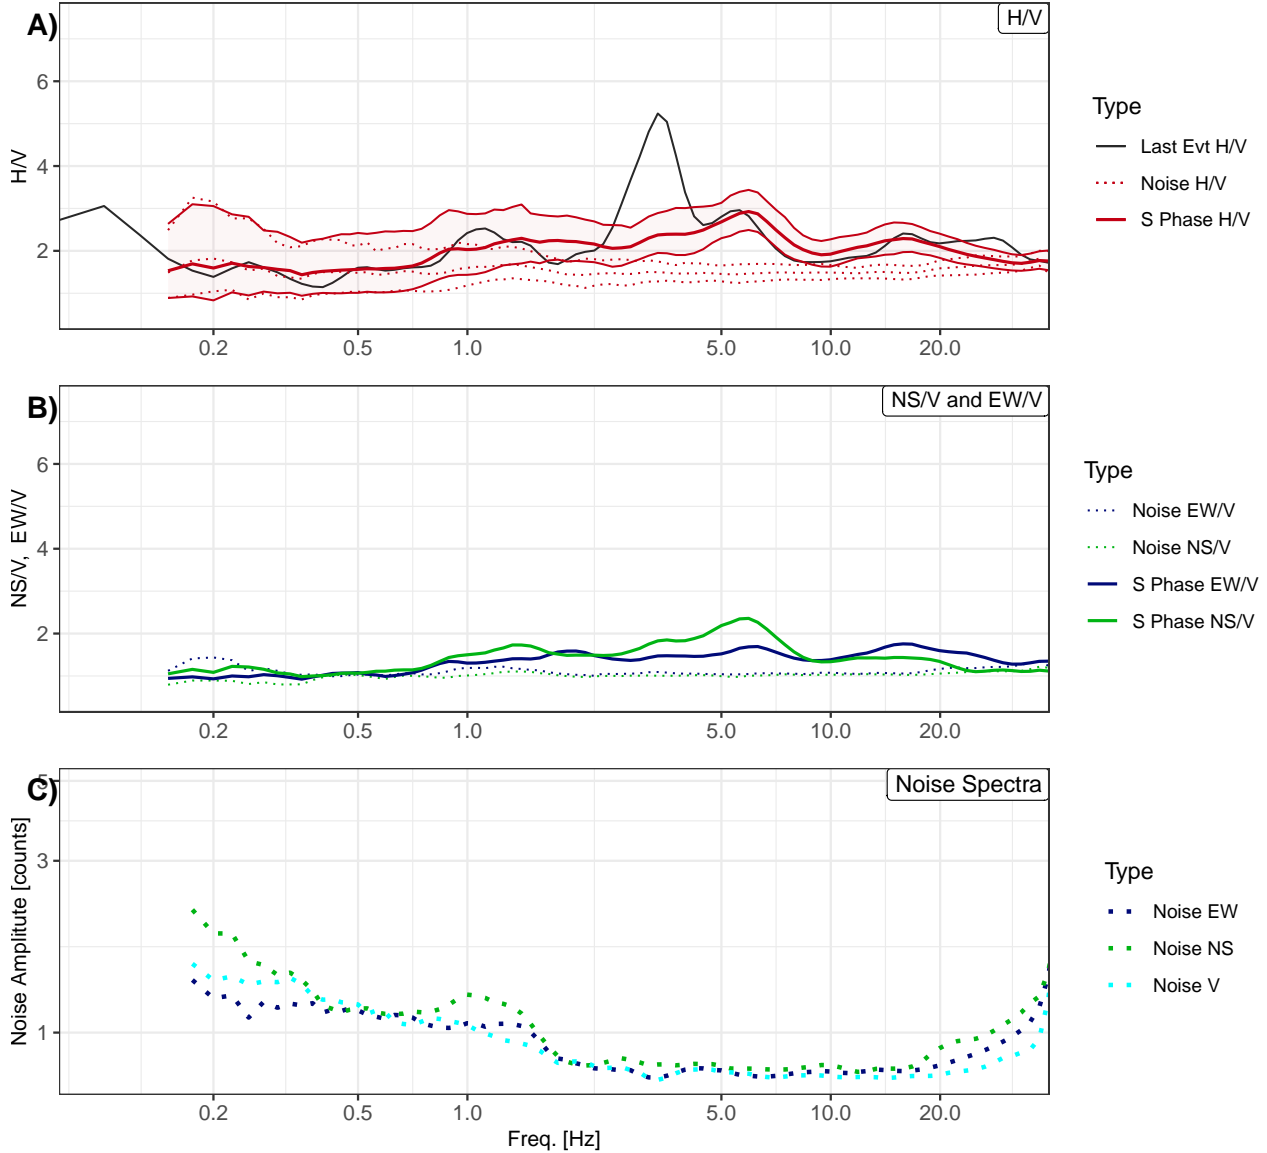 A)
H/V
6
4
2
H/V
0.2 0.5 1.0 5.0 10.0 20.0
Type
Last Evt H/V
Noise H/V
S Phase H/V
B)
NS/V and EW/V
6
4
2
NS/V, EW/V
0.2 0.5 1.0 5.0 10.0 20.0
Type
Noise EW/V
Noise NS/V
S Phase EW/V
S Phase NS/V
C)
Noise Spectra
5
3
1
Noise Amplitute [counts]
0.2 0.5 1.0 5.0 10.0 20.0
Freq. [Hz]
Type
Noise EW
Noise NS
Noise V